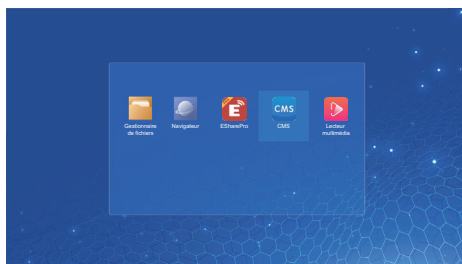 E
CMS
Gestionnaire
de fichiers
Navigateur
ESharePro
CMS
Lecteur
multimédia